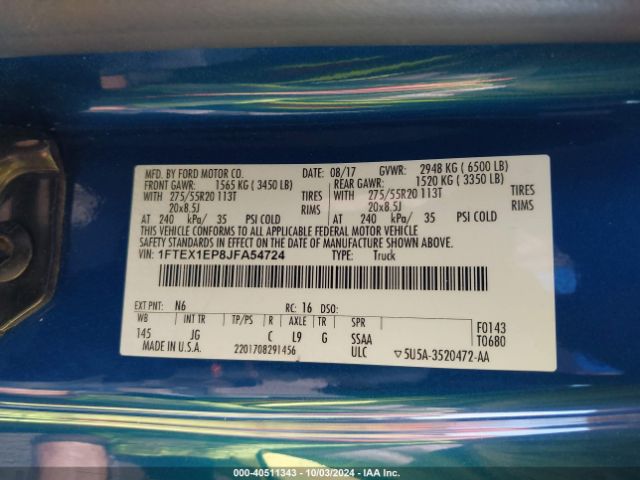 MFD. BY FORD MOTOR CO. DATE: 08/17 GVWR: 2948 KG ( 6500 LB)
FRONT GAWR: 1565 KG ( 3450 LB) REAR GAWR: 1520 KG ( 3350 LB)
WITH 275/55R20 113T TIRES WITH 275/55R20 113T TIRES
20x8.5J RIMS 20x8.5J RIMS
AT 240 kPa/ 35 PSI COLD AT 240 kPa/ 35 PSI COLD
THIS VEHICLE CONFORMS TO ALL APPLICABLE FEDERAL MOTOR VEHICLE
SAFETY STANDARDS IN EFFECT ON THE DATE OF MANUFACTURE SHOWN ABOVE.
VIN: 1FTEX1EP8JFA54724 TYPE: Truck
EXT PNT: N6 RC: 16 DSO:
WB INT TR TP/PS R AXLE TR SPR F0143
145 JG C L9 G SSAA T0680
MADE IN U.S.A. 2201708291456 ULC ▽5U5A-3520472-AA
000-40511343 - 10/03/2024 - IAA Inc.